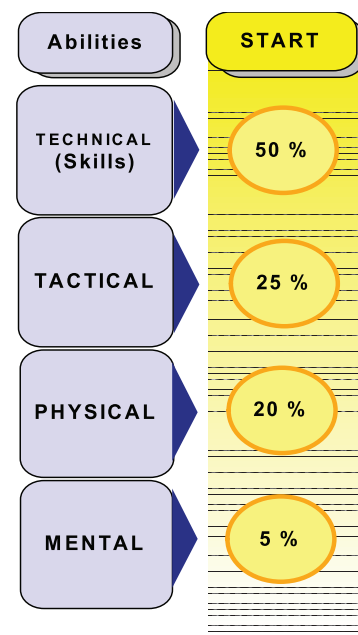 Abilities
START
TECHNICAL
(Skills)
50 %
TACTICAL
25 %
PHYSICAL
20 %
MENTAL
5 %